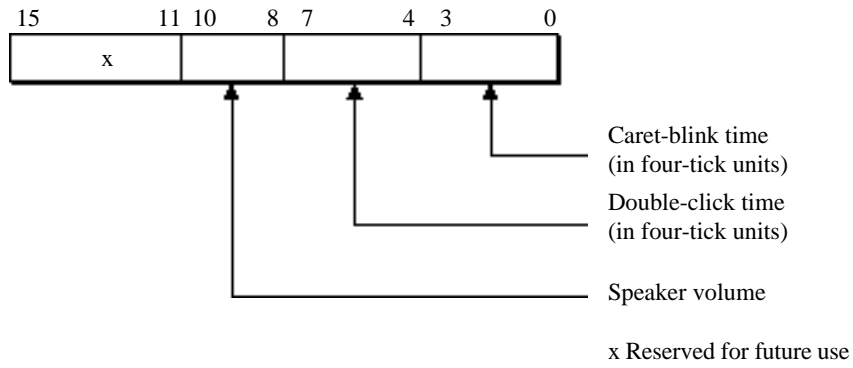 15 11 10 8 7 4 3 0
x
Caret-blink time
(in four-tick units)
Double-click time
(in four-tick units)
Speaker volume
x Reserved for future use